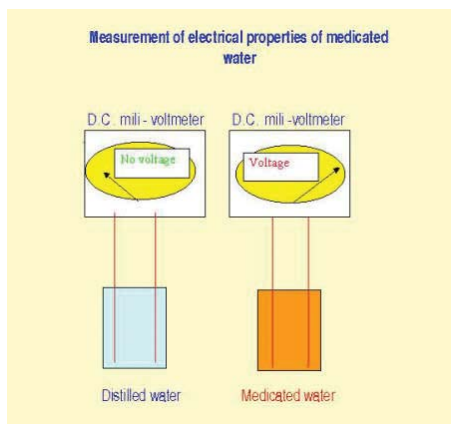 Measurement of electrical properties of medicated
water
D.C. mili - voltmeter
D.C. mili -voltmeter
No voltage
Voltage
Distilled water
Medicated water